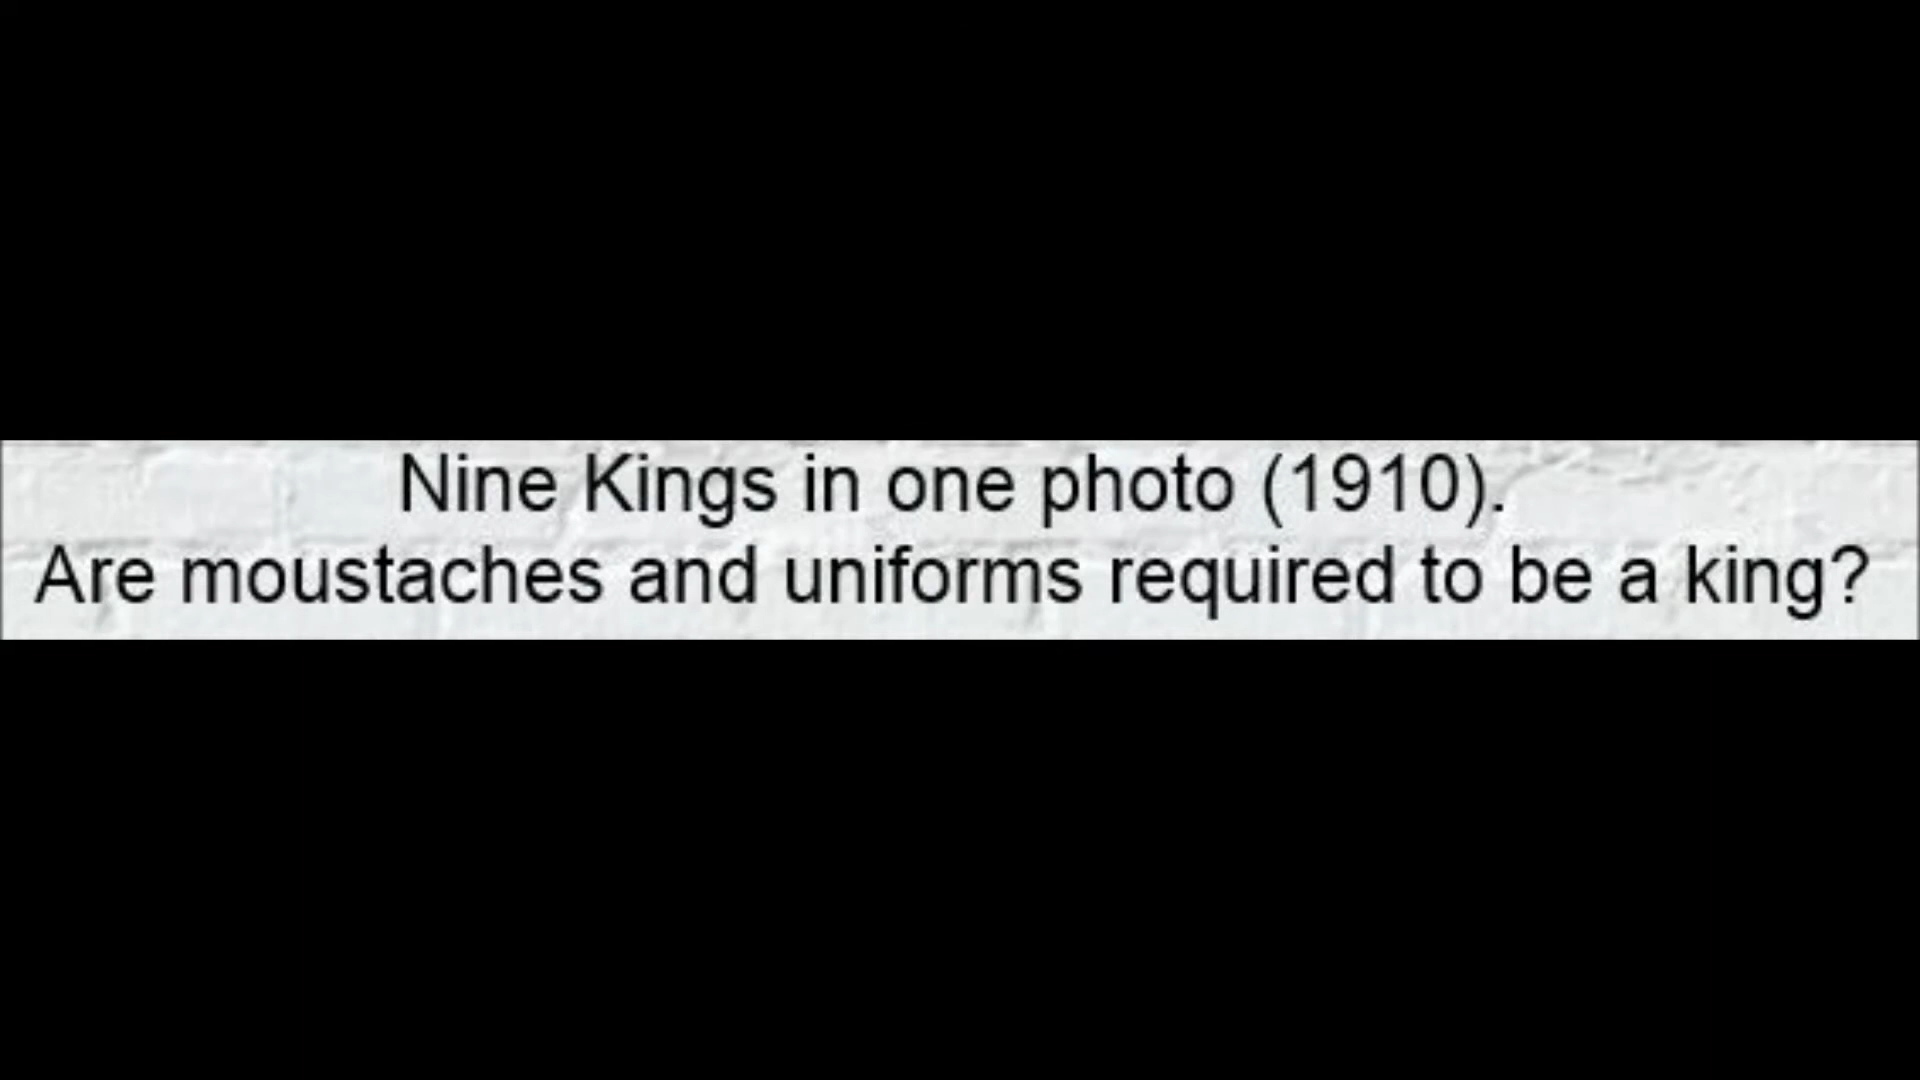 Nine Kings in one photo (1910).
Are moustaches and uniforms required to be a king?